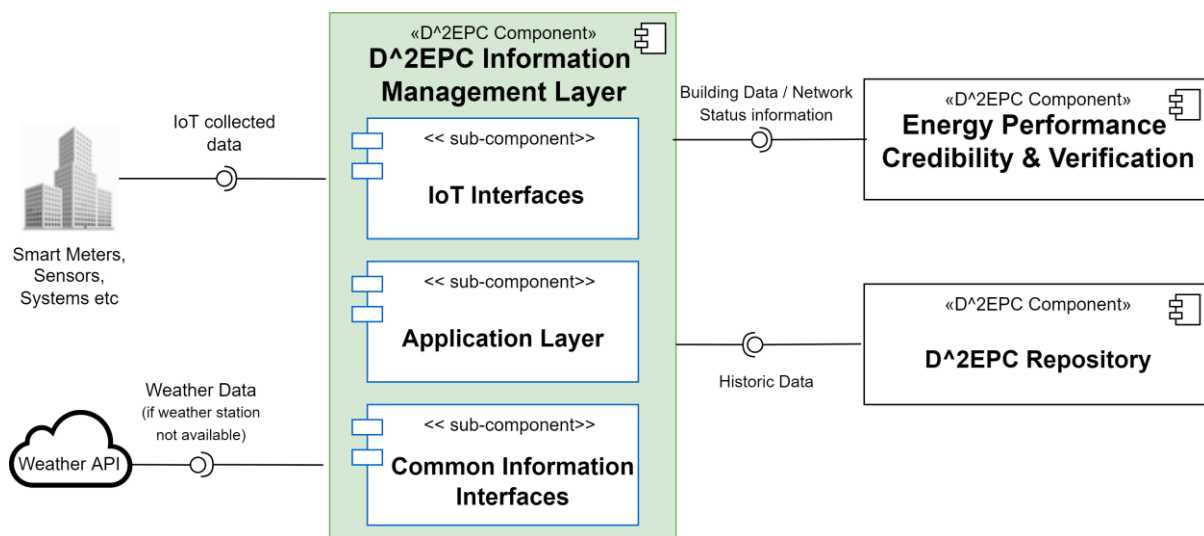 «D^2EPC Component»
D^2EPC Information
Management Layer
IoT collected
data
Smart Meters,
Sensors,
Systems etc
Weather Data
(if weather station
not available)
Weather API
<< sub-component>>
IoT Interfaces
<< sub-component>>
Application Layer
<< sub-component>>
Common Information
Interfaces
Building Data / Network
Status information
«D^2EPC Component»
Energy Performance
Credibility & Verification
Historic Data
«D^2EPC Component»
D^2EPC Repository